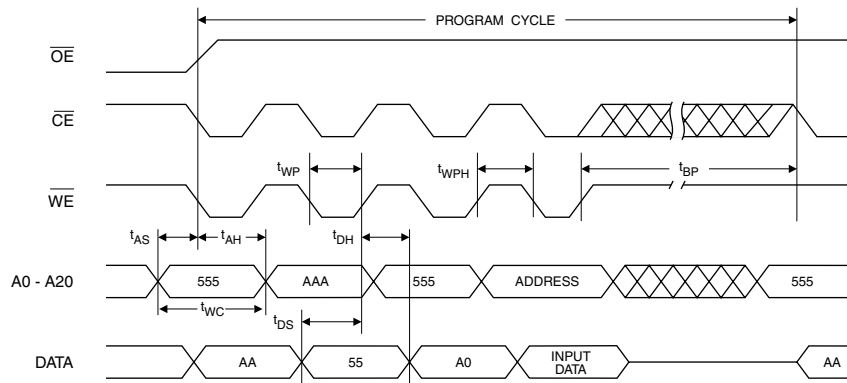 PROGRAM CYCLE
OE
CE
tWP
tWPH
tBP
WE
tAS
tAH
tDH
A0 - A20
555
AAA
555
ADDRESS
555
tWC
tDS
DATA
AA
55
A0
INPUT
DATA
AA